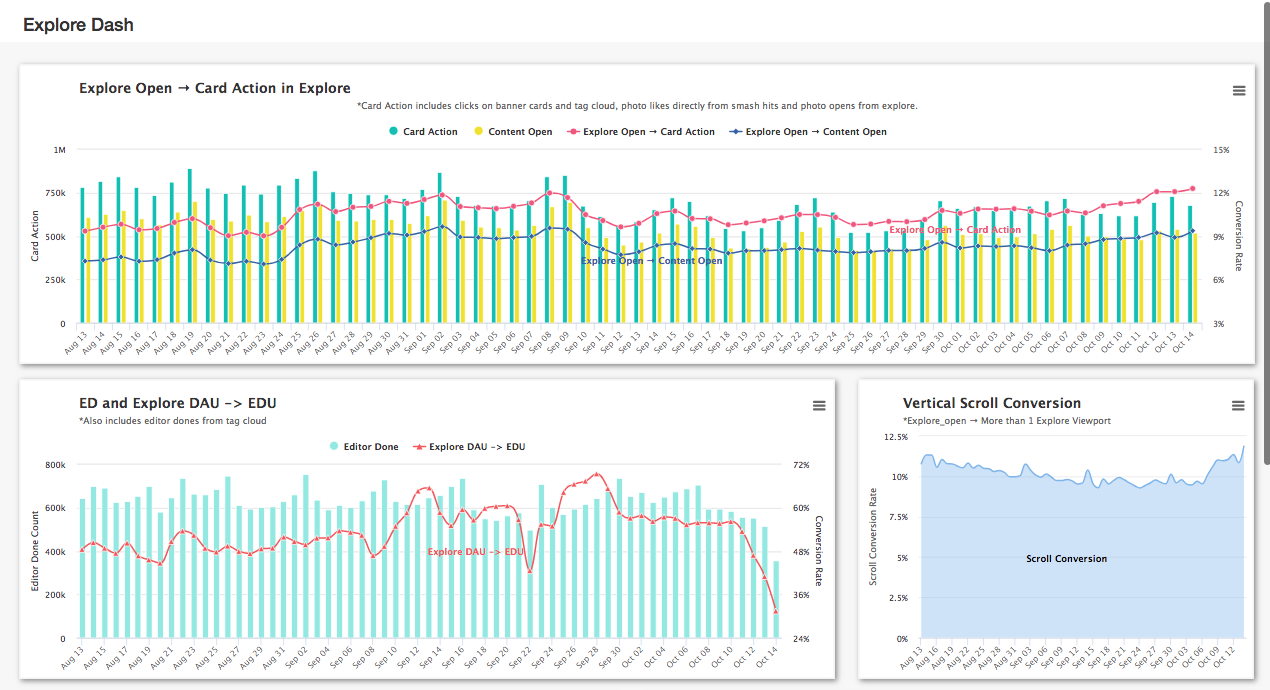 Explore Dash
Explore Open → Card Action in Explore
*Card Action includes clicks on banner cards and tag cloud, photo likes directly from smash hits and photo opens from explore.
Card Action Content Open Explore Open → Card Action Explore Open → Content Open
1M 15%
750k 12%
500k 9%
250k 6%
0 3%
Card Action
Conversion Rate
Explore Open → Card Action
Explore Open → Content Open
Aug 13 Aug 14 Aug 15 Aug 16 Aug 17 Aug 18 Aug 19 Aug 20 Aug 21 Aug 22 Aug 23 Aug 24 Aug 25 Aug 26 Aug 27 Aug 28 Aug 29 Aug 30 Aug 31 Sep 01 Sep 02 Sep 03 Sep 04 Sep 05 Sep 06 Sep 07 Sep 08 Sep 09 Sep 10 Sep 11 Sep 12 Sep 13 Sep 14 Sep 15 Sep 16 Sep 17 Sep 18 Sep 19 Sep 20 Sep 21 Sep 22 Sep 23 Sep 24 Sep 25 Sep 26 Sep 27 Sep 28 Sep 29 Sep 30 Oct 01 Oct 02 Oct 03 Oct 04 Oct 05 Oct 06 Oct 07 Oct 08 Oct 09 Oct 10 Oct 11 Oct 12 Oct 13 Oct 14
ED and Explore DAU -> EDU
*Also includes editor dones from tag cloud
Editor Done Explore DAU -> EDU
800k 72%
600k 60%
400k 48%
200k 36%
0 24%
Editor Done Count
Conversion Rate
Explore DAU -> EDU
Aug 13 Aug 15 Aug 17 Aug 19 Aug 21 Aug 23 Aug 25 Aug 27 Aug 29 Aug 31 Sep 02 Sep 04 Sep 06 Sep 08 Sep 10 Sep 12 Sep 14 Sep 16 Sep 18 Sep 20 Sep 22 Sep 24 Sep 26 Sep 28 Sep 30 Oct 02 Oct 04 Oct 06 Oct 08 Oct 10 Oct 12 Oct 14
Vertical Scroll Conversion
*Explore_open → More than 1 Explore Viewport
12.5%
10%
7.5%
5%
2.5%
0%
Scroll Conversion Rate
Scroll Conversion
Aug 13 Aug 16 Aug 19 Aug 22 Aug 25 Aug 28 Aug 31 Sep 03 Sep 06 Sep 09 Sep 12 Sep 15 Sep 18 Sep 21 Sep 24 Sep 27 Sep 30 Oct 03 Oct 06 Oct 09 Oct 12